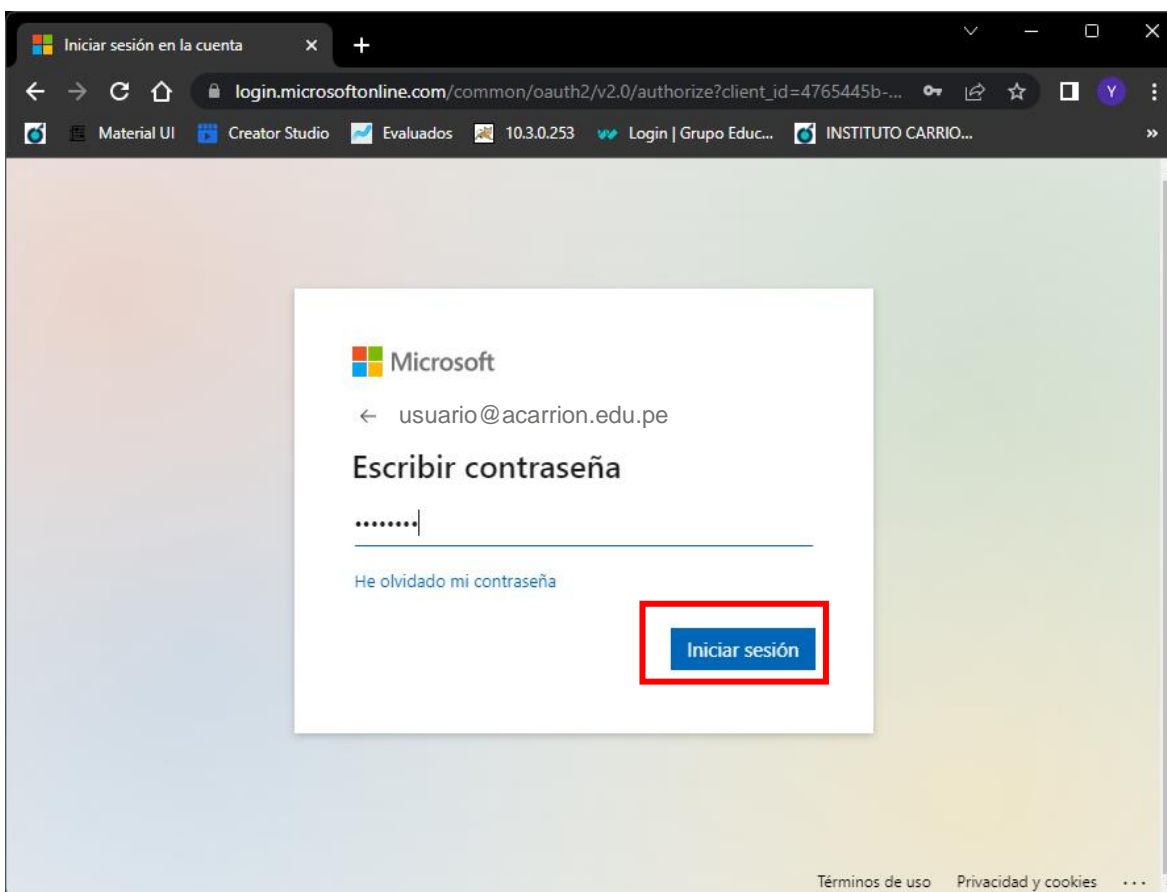 Iniciar sesión en la cuenta
login.microsoftonline.com/common/oauth2/v2.0/authorize?client_id=4765445b-...
Y
Material UI Creator Studio Evaluados 10.3.0.253 Login | Grupo Educ... INSTITUTO CARRIO...
Microsoft
usuario@acarrion.edu.pe
Escribir contraseña
••••••••
He olvidado mi contraseña
Iniciar sesión
Términos de uso Privacidad y cookies ...